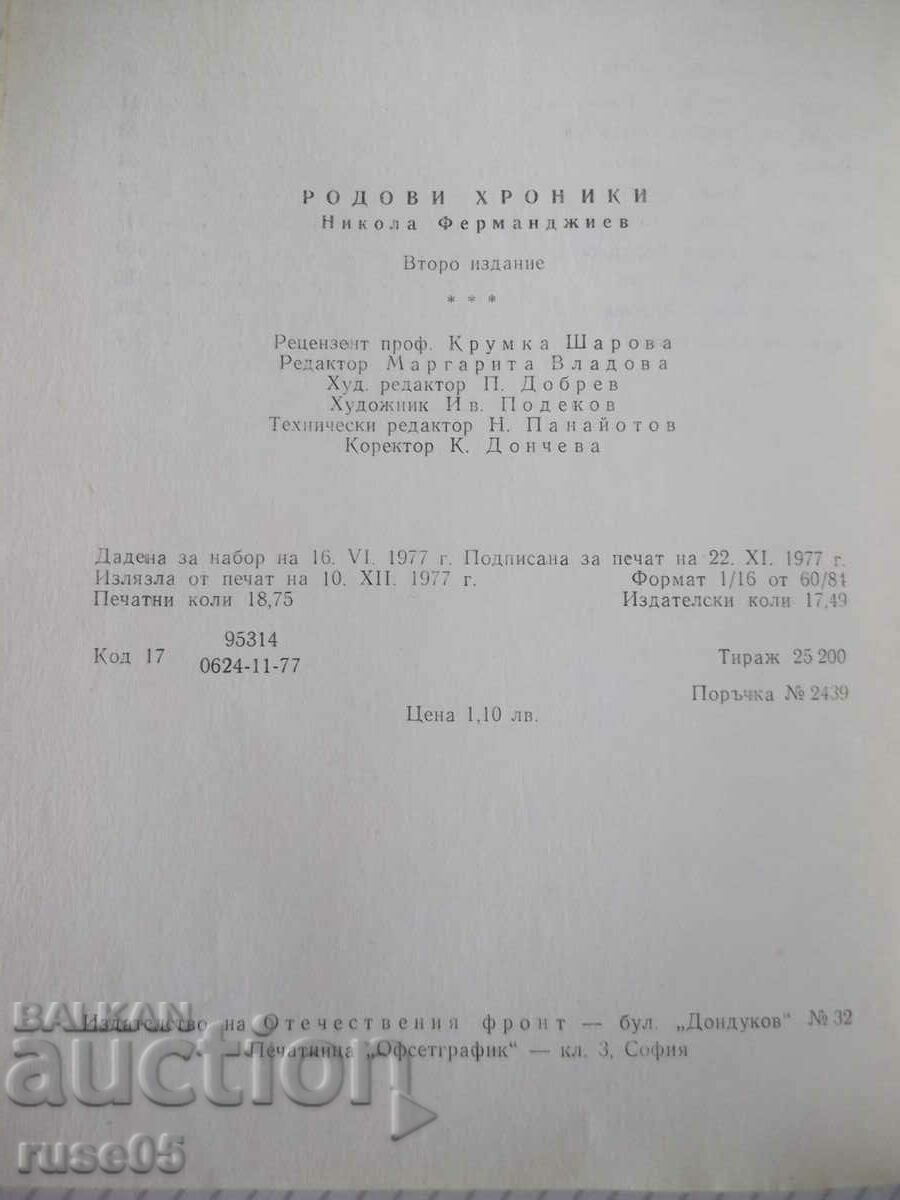 РОДОВИ ХРОНИКИ
Никола Ферманджиев
Второ издание
* * *
Рецензент проф. Крумка Шарова
Редактор Маргарита Владова
Худ. редактор П. Добрев
Художник Ив. Подеков
Технически редактор Н. Панайотов
Коректор К. Дончева
Дадена за набор на 16. VI. 1977 г. Подписана за печат на 22. XI. 1977 г.
Излязла от печат на 10. XII. 1977 г. Формат 1/16 от 60/84
Печатни коли 18,75 Издателски коли 17,49
Код 17 95314
0624-11-77 Тираж 25 200
Поръчка № 2439
Цена 1,10 лв.
Издателство на Отечествения фронт — бул. „Дондуков“ № 32
Печатница „Офсетграфик“ — кл. 3, София
BALKAN
auction
ruse05